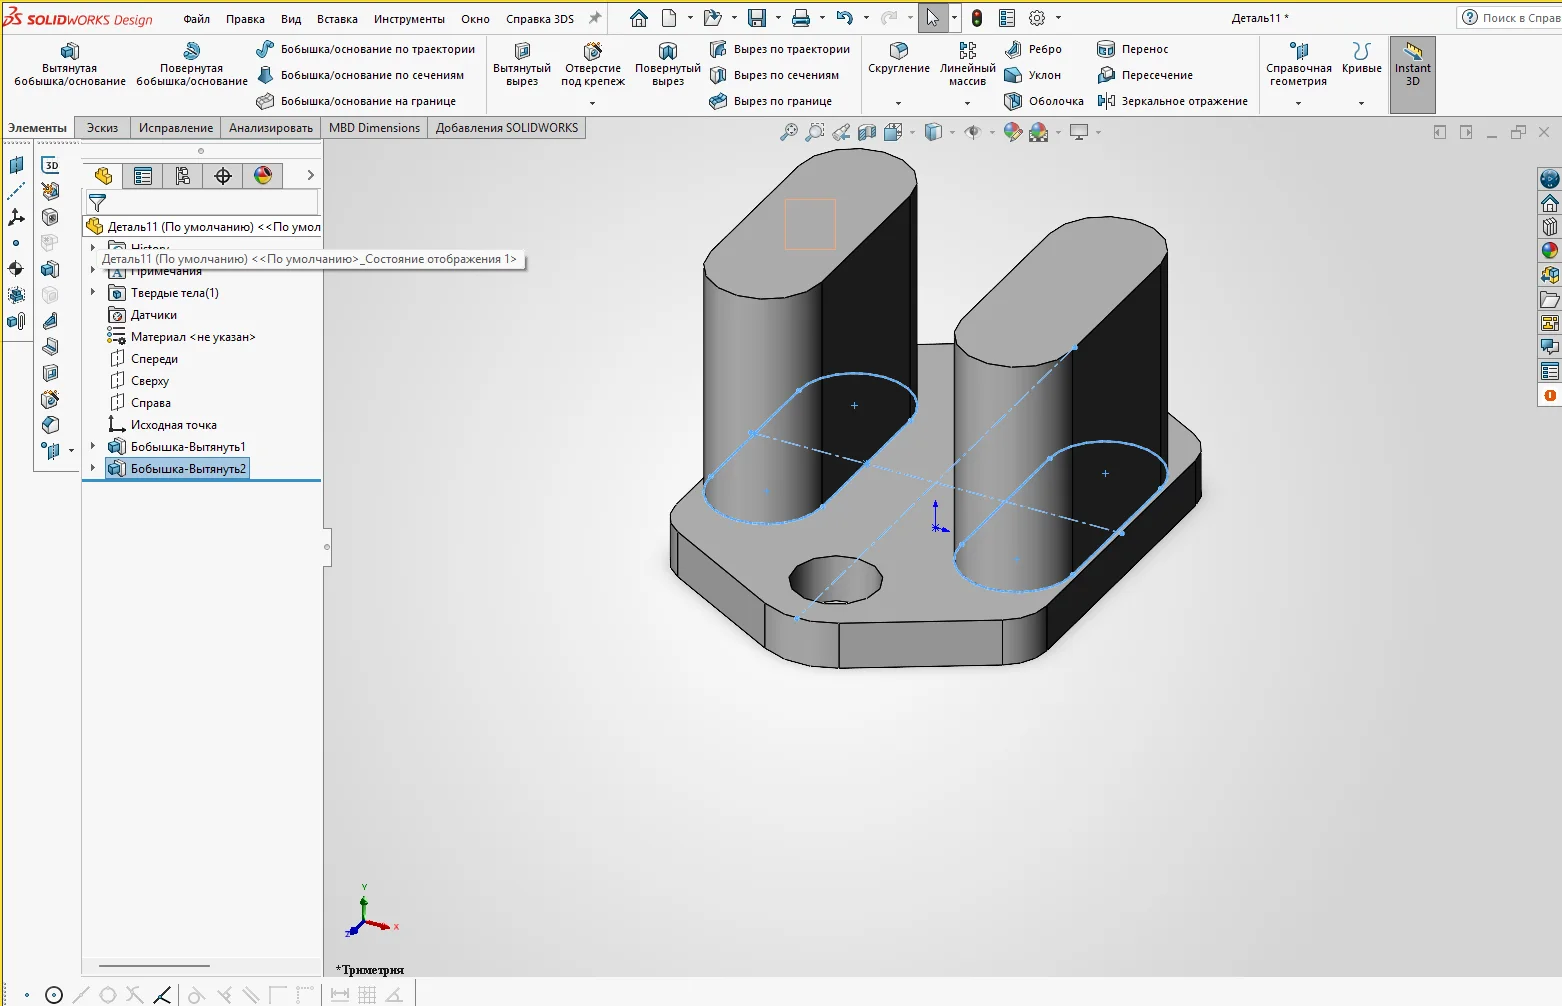 SOLIDWORKS Design
Файл Правка Вид Вставка Инструменты Окно Справка 3DS
Деталь11 *
? Поиск в Справ
Вытянутая бобышка/основание
Повернутая бобышка/основание
Бобышка/основание по траектории
Бобышка/основание по сечениям
Бобышка/основание на границе
Вытянутый вырез
Отверстие под крепеж
Повернутый вырез
Вырез по траектории
Вырез по сечениям
Вырез по границе
Скругление
Линейный массив
Ребро
Уклон
Оболочка
Перенос
Пересечение
Зеркальное отражение
Справочная геометрия
Кривые
Instant 3D
Элементы Эскиз Исправление Анализировать MBD Dimensions Добавления SOLIDWORKS
3D
Деталь11 (По умолчанию) <<По умол
History
Деталь11 (По умолчанию) <<По умолчанию>_Состояние отображения 1>
Примечания
Твердые тела(1)
Датчики
Материал <не указан>
Спереди
Сверху
Справа
Исходная точка
Бобышка-Вытянуть1
Бобышка-Вытянуть2
Y
X
Z
*Триметрия